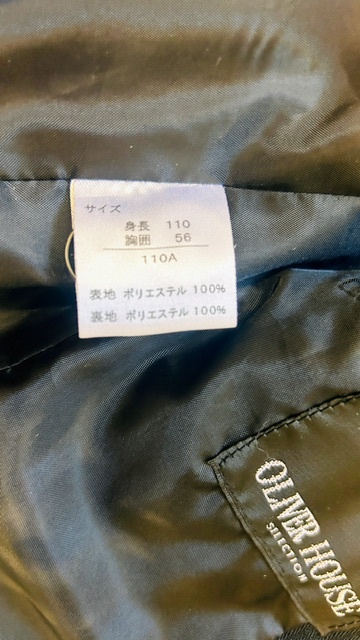 サイズ
身長 110
胸囲 56
110A
表地 ポリエステル 100%
裏地 ポリエステル 100%
OLIVER HOUSE
SELECTION